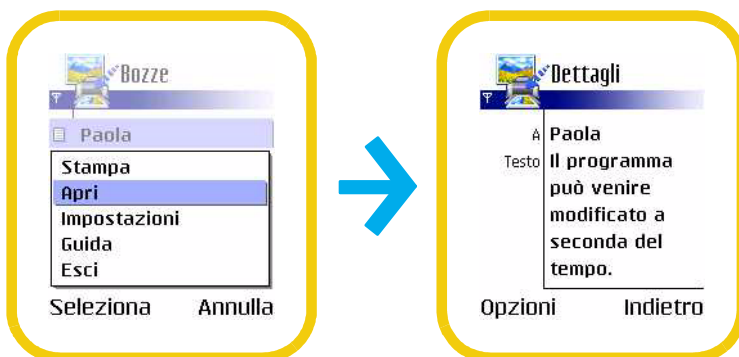 Bozze
Paola
Stampa
Apri
Impostazioni
Guida
Esci
Seleziona Annulla
Dettagli
A Paola
Testo Il programma
può venire
modificato a
seconda del
tempo.
Opzioni Indietro